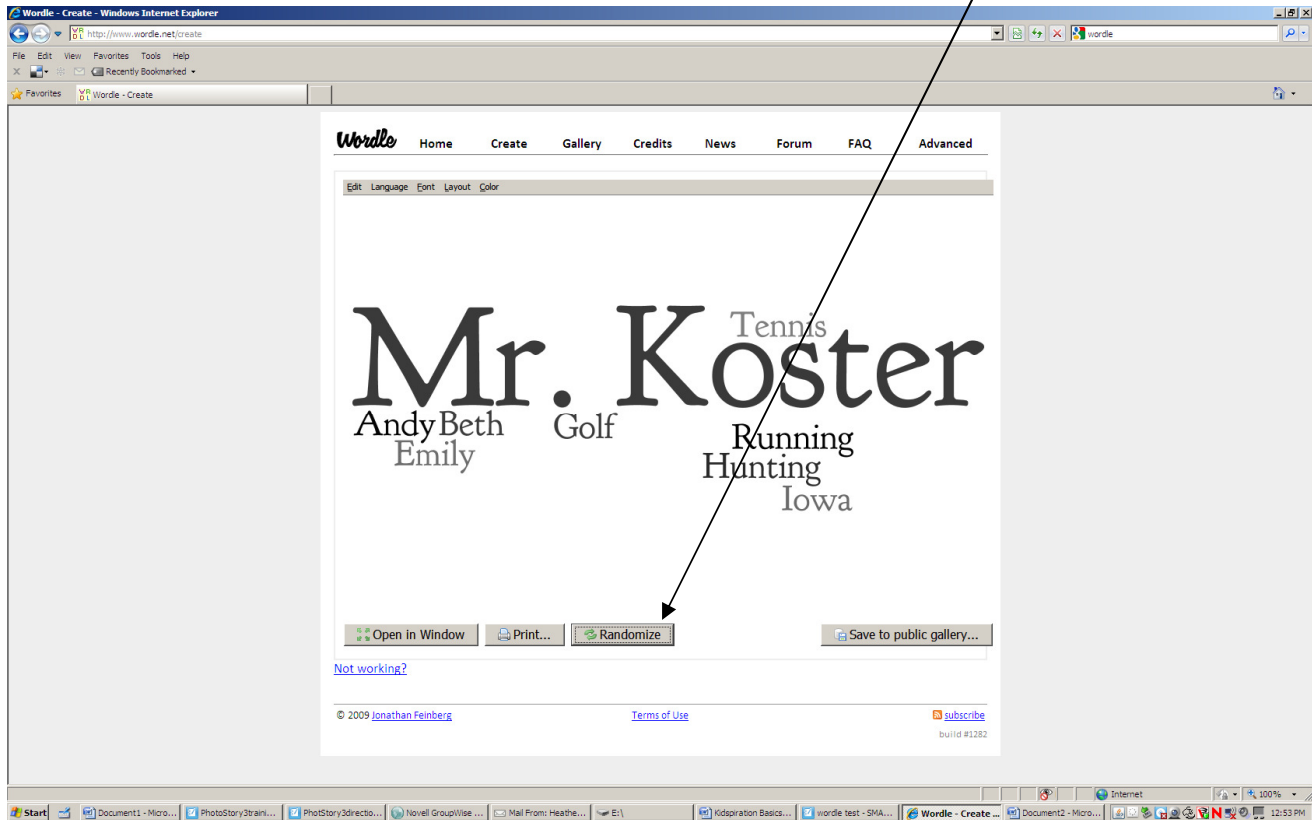 Wordle - Create - Windows Internet Explorer
http://www.wordle.net/create
wordle
File Edit View Favorites Tools Help
X Recently Bookmarked
Favorites Wordle - Create
Wordle Home Create Gallery Credits News Forum FAQ Advanced
Edit Language Font Layout Color
Tennis
Mr. Koster
Andy Beth Golf
Running
Emily
Hunting
Iowa
Open in Window Print... Randomize Save to public gallery...
Not working?
© 2009 Jonathan Feinberg Terms of Use subscribe
build #1282
Internet 100%
Start Document1 - Micro... PhotoStory3traini... PhotStory3directio... Novell GroupWise ... Mail From: Heathe... E:\ Kidspiration Basics... wordle test - SMA... Wordle - Create ... Document2 - Micro... 12:53 PM